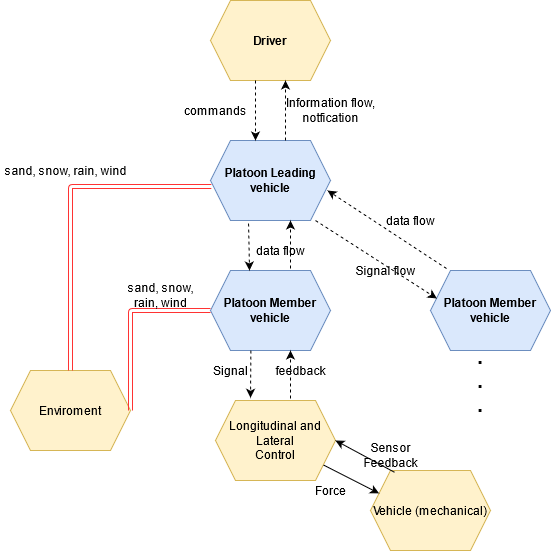 Driver
commands
Information flow,
notfication
Platoon Leading
vehicle
sand, snow, rain, wind
data flow
data flow
Signal flow
sand, snow,
rain, wind
Platoon Member
vehicle
Platoon Member
vehicle
Signal
feedback
Enviroment
Longitudinal and
Lateral
Control
Sensor
Feedback
Force
Vehicle (mechanical)